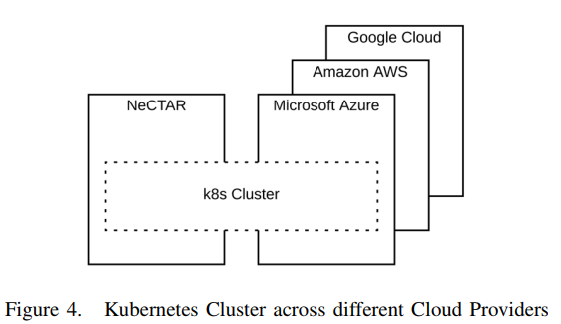 Google Cloud
Amazon AWS
NeCTAR
Microsoft Azure
k8s Cluster
Figure 4. Kubernetes Cluster across different Cloud Providers